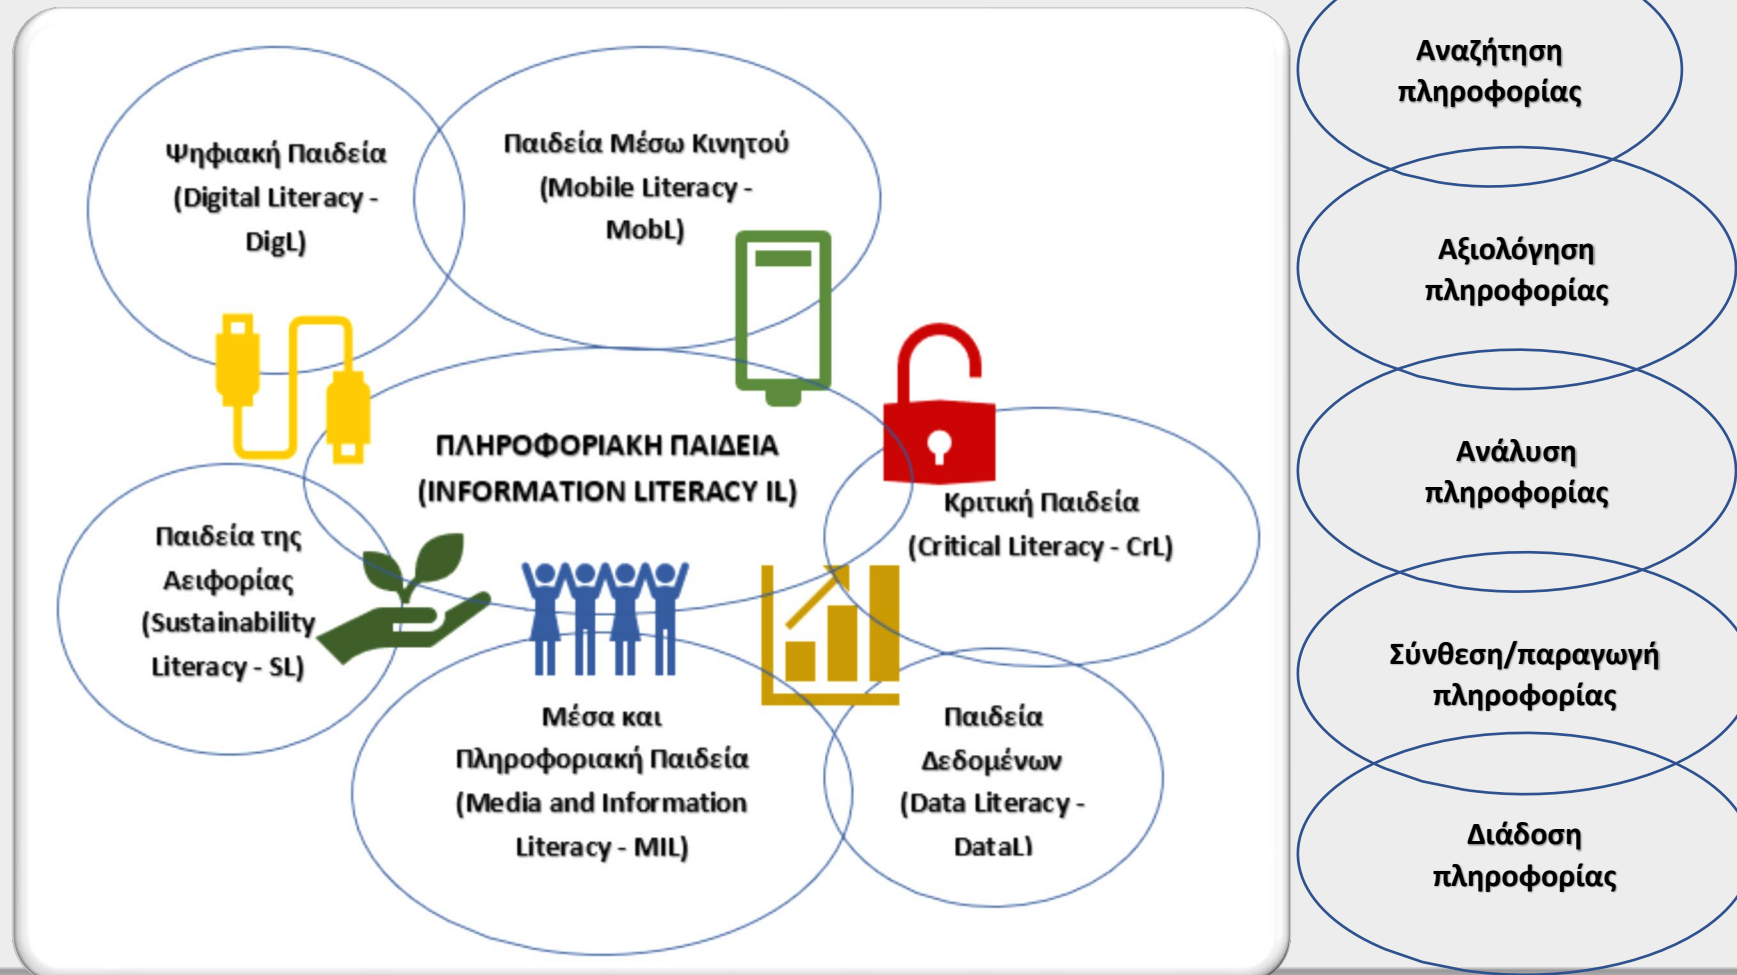 Ψηφιακή Παιδεία
(Digital Literacy -
DigL)
Παιδεία Μέσω Κινητού
(Mobile Literacy -
MobL)
ΠΛΗΡΟΦΟΡΙΑΚΗ ΠΑΙΔΕΙΑ
(INFORMATION LITERACY IL)
Κριτική Παιδεία
(Critical Literacy - CrL)
Παιδεία της
Αειφορίας
(Sustainability
Literacy - SL)
Μέσα και
Πληροφοριακή Παιδεία
(Media and Information
Literacy - MIL)
Παιδεία
Δεδομένων
(Data Literacy -
DataL)
Αναζήτηση
πληροφορίας
Αξιολόγηση
πληροφορίας
Ανάλυση
πληροφορίας
Σύνθεση/παραγωγή
πληροφορίας
Διάδοση
πληροφορίας